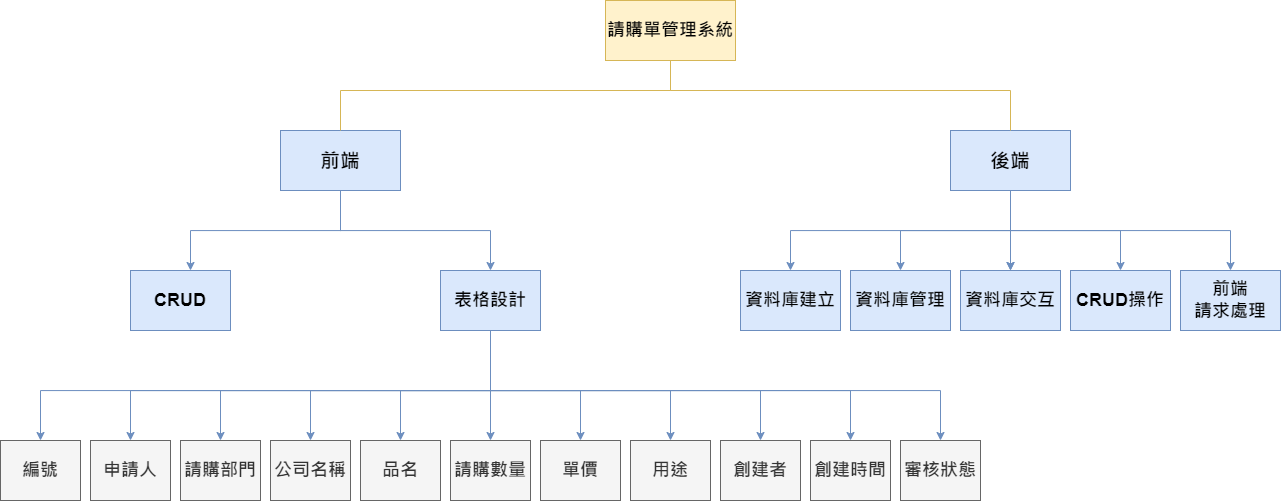 請購單管理系統
前端
後端
CRUD
表格設計
資料庫建立
資料庫管理
資料庫交互
CRUD操作
前端
請求處理
編號
申請人
請購部門
公司名稱
品名
請購數量
單價
用途
創建者
創建時間
審核狀態